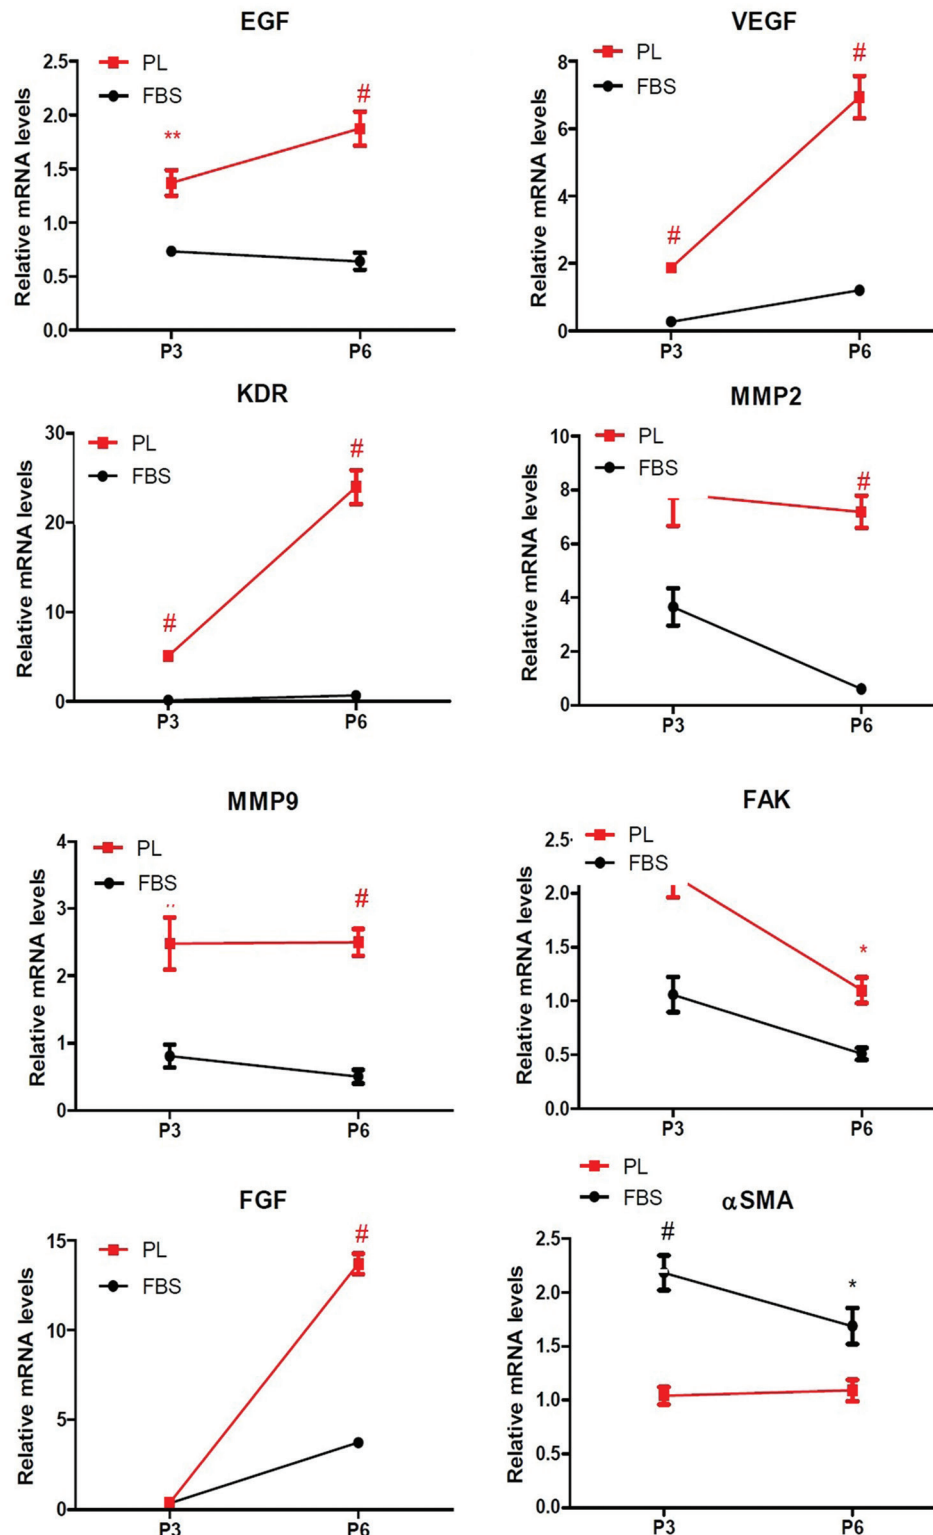 EGF
PL
FBS
Relative mRNA levels
2.5
2.0
1.5
1.0
0.5
0.0
**
#
P3
P6
VEGF
PL
FBS
Relative mRNA levels
8
6
4
2
0
#
#
P3
P6
KDR
PL
FBS
Relative mRNA levels
30
20
10
0
#
#
P3
P6
MMP2
PL
FBS
Relative mRNA levels
10
8
6
4
2
0
#
P3
P6
MMP9
PL
FBS
Relative mRNA levels
4
3
2
1
0
#
P3
P6
FAK
PL
FBS
Relative mRNA levels
2.5
2.0
1.5
1.0
0.5
0.0
*
P3
P6
FGF
PL
FBS
Relative mRNA levels
15
10
5
0
#
P3
P6
αSMA
PL
FBS
Relative mRNA levels
2.5
2.0
1.5
1.0
0.5
0.0
#
*
P3
P6